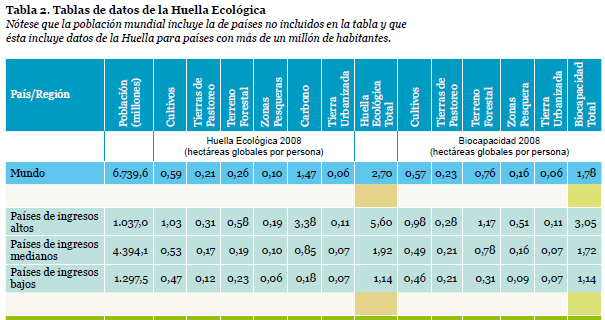 Tabla 2. Tablas de datos de la Huella Ecológica
Nótese que la población mundial incluye la de países no incluidos en la tabla y que
ésta incluye datos de la Huella para países con más de un millón de habitantes.
País/Región Población (millones) Cultivos Tierras de Pastoreo Terreno Forestal Zonas Pesqueras Carbono Tierra Urbanizada Huella Ecológica Total Cultivos Tierras de Pastoreo Terreno Forestal Zonas Pesquera Tierra Urbanizada Biocapacidad Total
Huella Ecológica 2008 Biocapacidad 2008
(hectáreas globales por persona) (hectáreas globales por persona)
Mundo 6.739,6 0,59 0,21 0,26 0,10 1,47 0,06 2,70 0,57 0,23 0,76 0,16 0,06 1,78
Países de ingresos
altos 1.037,0 1,03 0,31 0,58 0,19 3,38 0,11 5,60 0,98 0,28 1,17 0,51 0,11 3,05
Países de ingresos
medianos 4.394,1 0,53 0,17 0,19 0,10 0,85 0,07 1,92 0,49 0,21 0,78 0,16 0,07 1,72
Países de ingresos
bajos 1.297,5 0,47 0,12 0,23 0,06 0,18 0,07 1,14 0,46 0,21 0,31 0,09 0,07 1,14